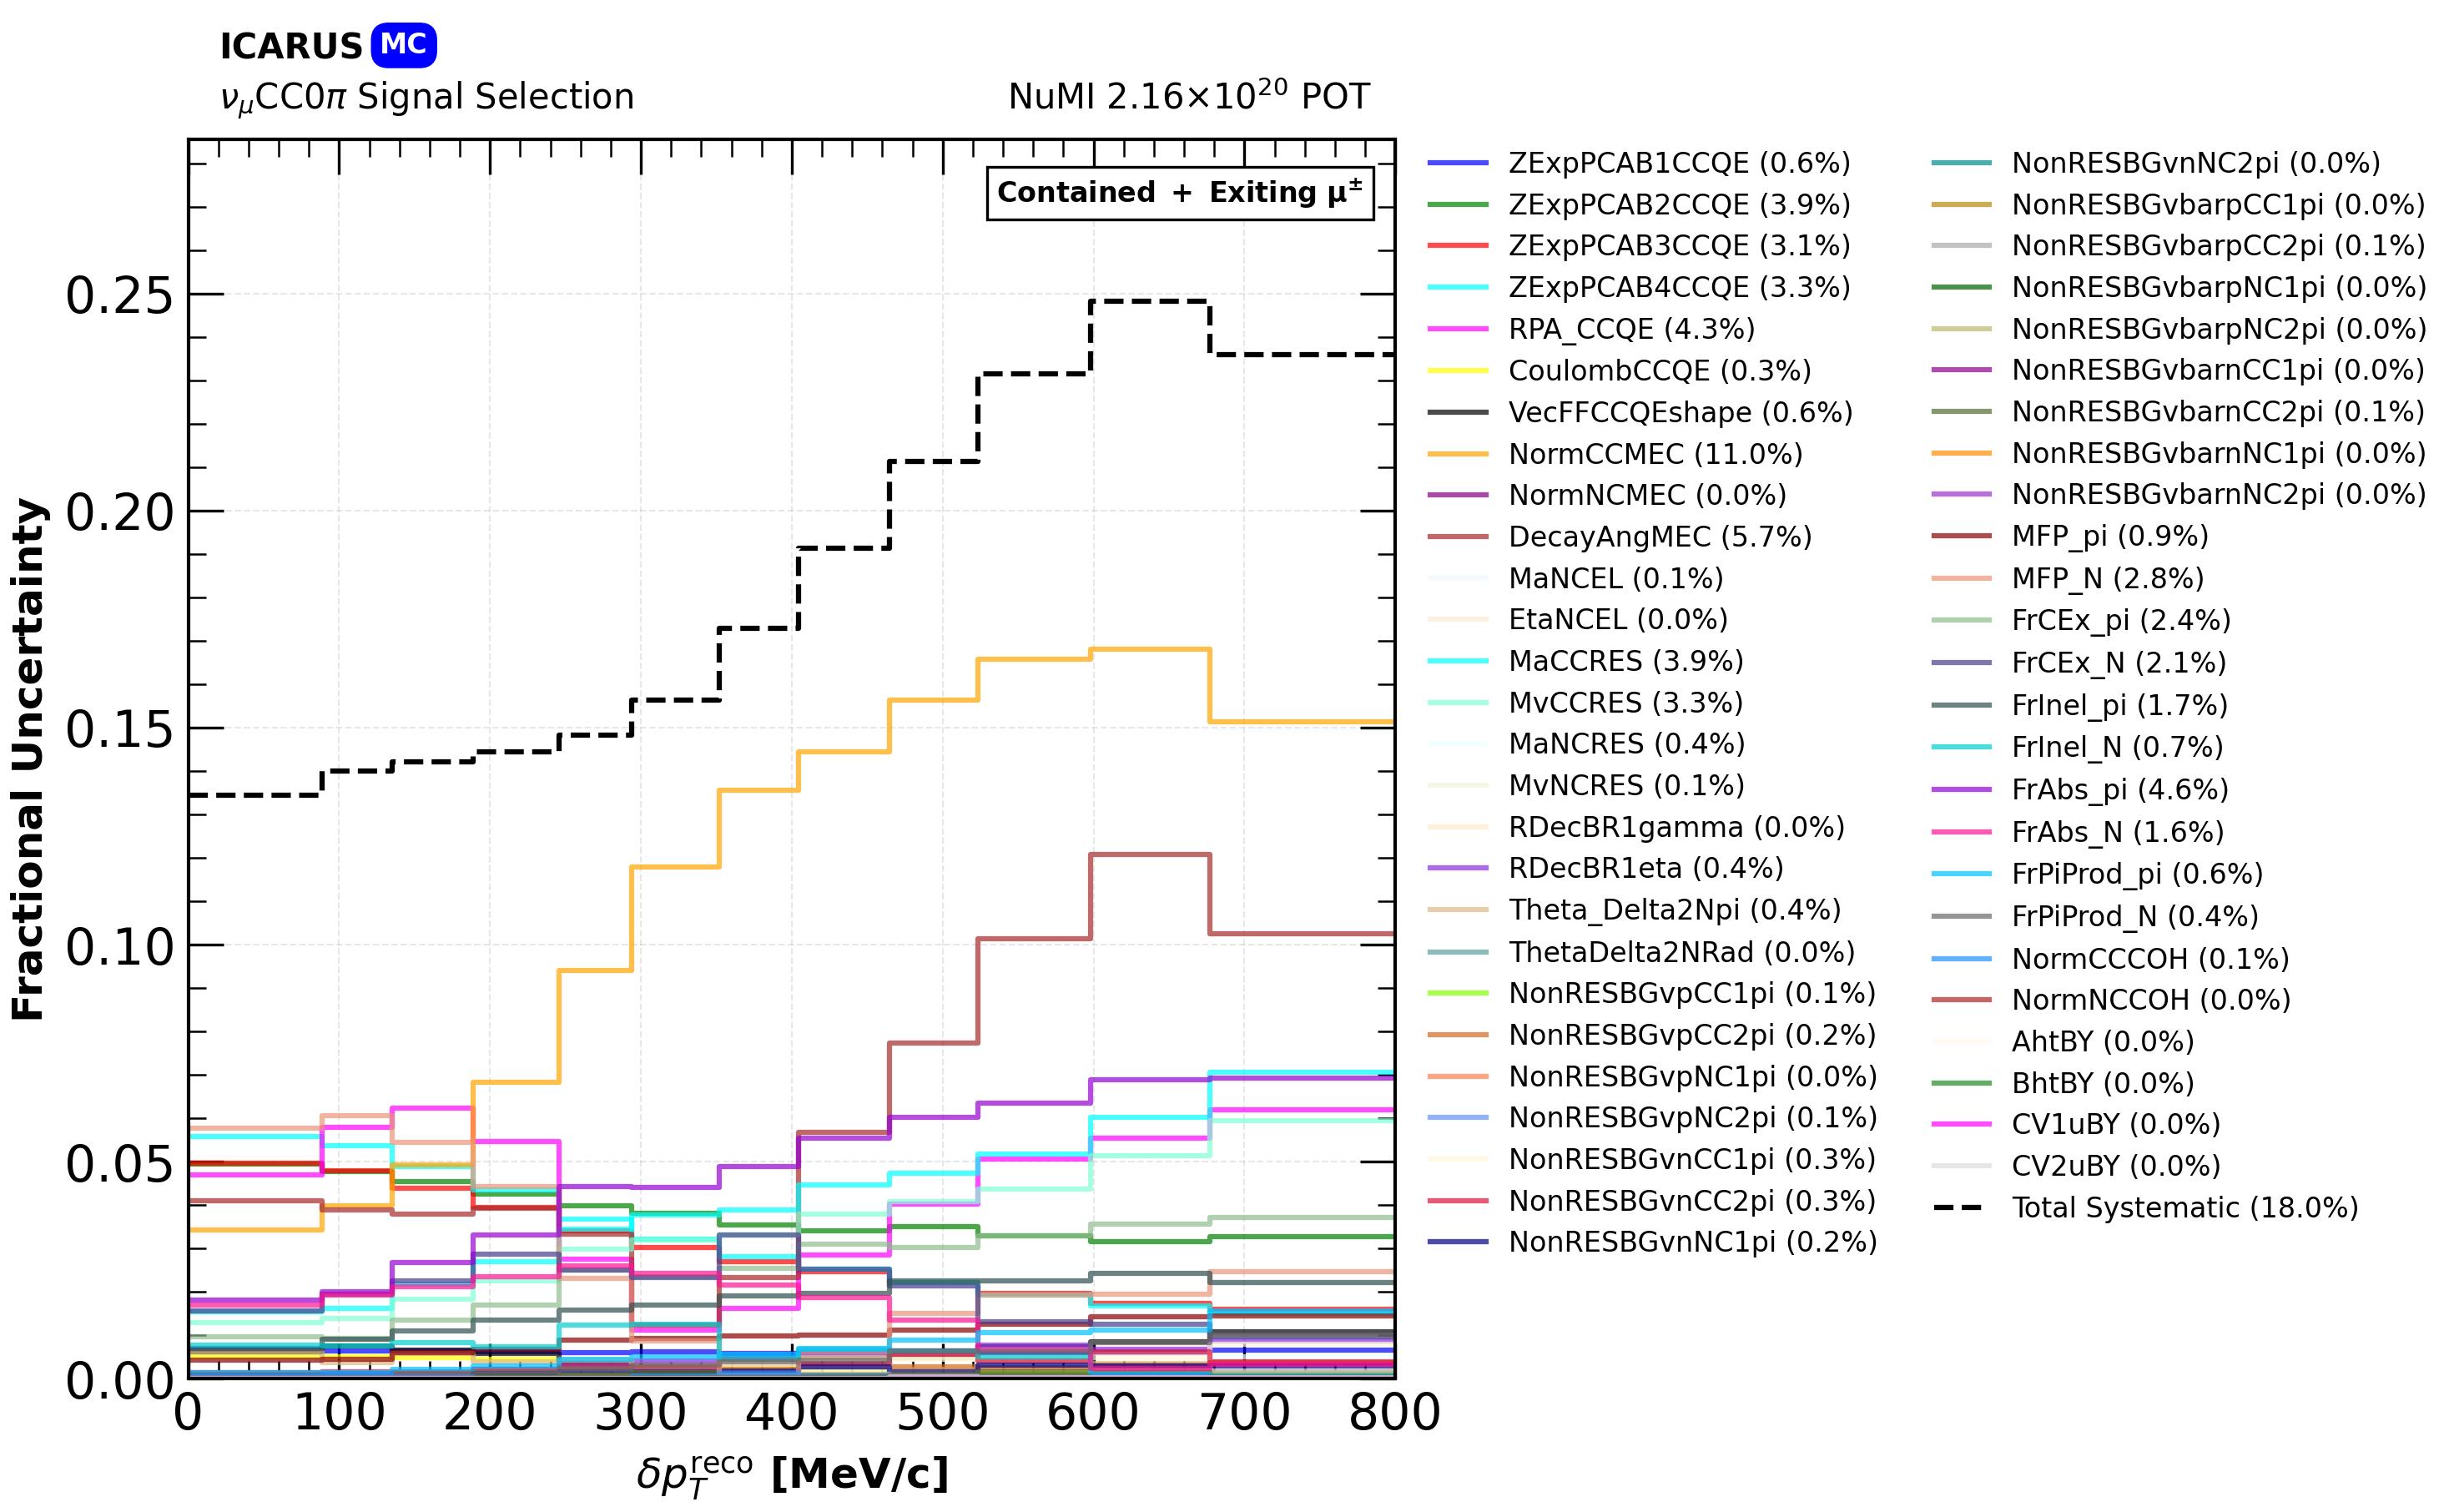 ICARUS MC
νμCC0π Signal Selection
NuMI 2.16×10²⁰ POT
Contained + Exiting μ±
Fractional Uncertainty
0.25
0.20
0.15
0.10
0.05
0.00
0 100 200 300 400 500 600 700 800
δpT^reco [MeV/c]
ZExpPCAB1CCQE (0.6%)
ZExpPCAB2CCQE (3.9%)
ZExpPCAB3CCQE (3.1%)
ZExpPCAB4CCQE (3.3%)
RPA_CCQE (4.3%)
CoulombCCQE (0.3%)
VecFFCCQEshape (0.6%)
NormCCMEC (11.0%)
NormNCMEC (0.0%)
DecayAngMEC (5.7%)
MaNCEL (0.1%)
EtaNCEL (0.0%)
MaCCRES (3.9%)
MvCCRES (3.3%)
MaNCRES (0.4%)
MvNCRES (0.1%)
RDecBR1gamma (0.0%)
RDecBR1eta (0.4%)
Theta_Delta2Npi (0.4%)
ThetaDelta2NRad (0.0%)
NonRESBGvpCC1pi (0.1%)
NonRESBGvpCC2pi (0.2%)
NonRESBGvpNC1pi (0.0%)
NonRESBGvpNC2pi (0.1%)
NonRESBGvnCC1pi (0.3%)
NonRESBGvnCC2pi (0.3%)
NonRESBGvnNC1pi (0.2%)
NonRESBGvnNC2pi (0.0%)
NonRESBGvbarpCC1pi (0.0%)
NonRESBGvbarpCC2pi (0.1%)
NonRESBGvbarpNC1pi (0.0%)
NonRESBGvbarpNC2pi (0.0%)
NonRESBGvbarnCC1pi (0.0%)
NonRESBGvbarnCC2pi (0.1%)
NonRESBGvbarnNC1pi (0.0%)
NonRESBGvbarnNC2pi (0.0%)
MFP_pi (0.9%)
MFP_N (2.8%)
FrCEx_pi (2.4%)
FrCEx_N (2.1%)
FrInel_pi (1.7%)
FrInel_N (0.7%)
FrAbs_pi (4.6%)
FrAbs_N (1.6%)
FrPiProd_pi (0.6%)
FrPiProd_N (0.4%)
NormCCCOH (0.1%)
NormNCCOH (0.0%)
AhtBY (0.0%)
BhtBY (0.0%)
CV1uBY (0.0%)
CV2uBY (0.0%)
Total Systematic (18.0%)